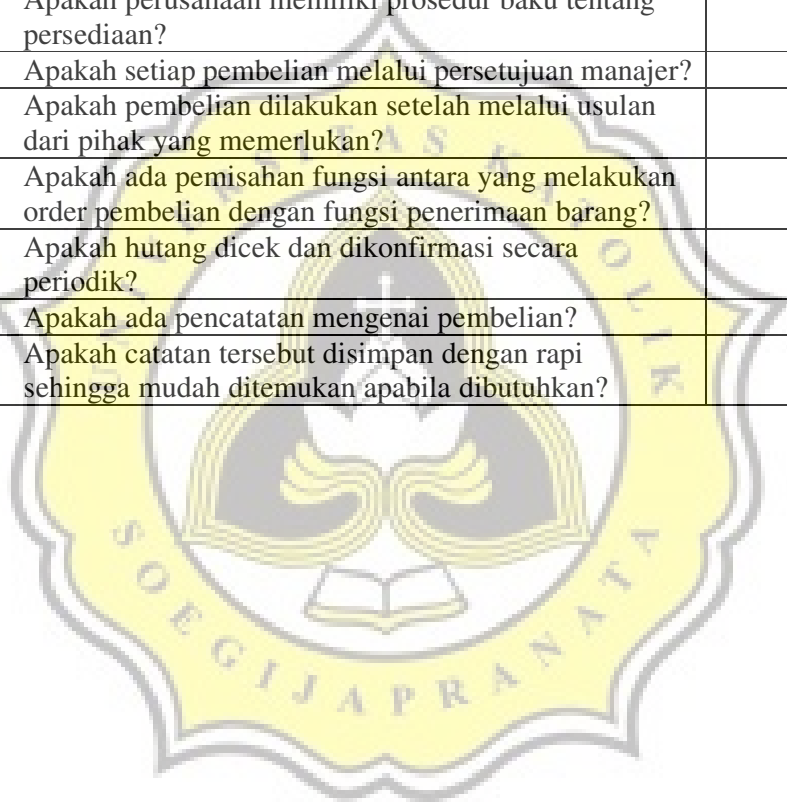 Apakah perusahaan memiliki prosedur baku tentang
persediaan?
Apakah setiap pembelian melalui persetujuan manajer?
Apakah pembelian dilakukan setelah melalui usulan
dari pihak yang memerlukan?
Apakah ada pemisahan fungsi antara yang melakukan
order pembelian dengan fungsi penerimaan barang?
Apakah hutang dicek dan dikonfirmasi secara
periodik?
Apakah ada pencatatan mengenai pembelian?
Apakah catatan tersebut disimpan dengan rapi
sehingga mudah ditemukan apabila dibutuhkan?
UNIVERSITAS KATOLIK
SOEGIJAPRANATA